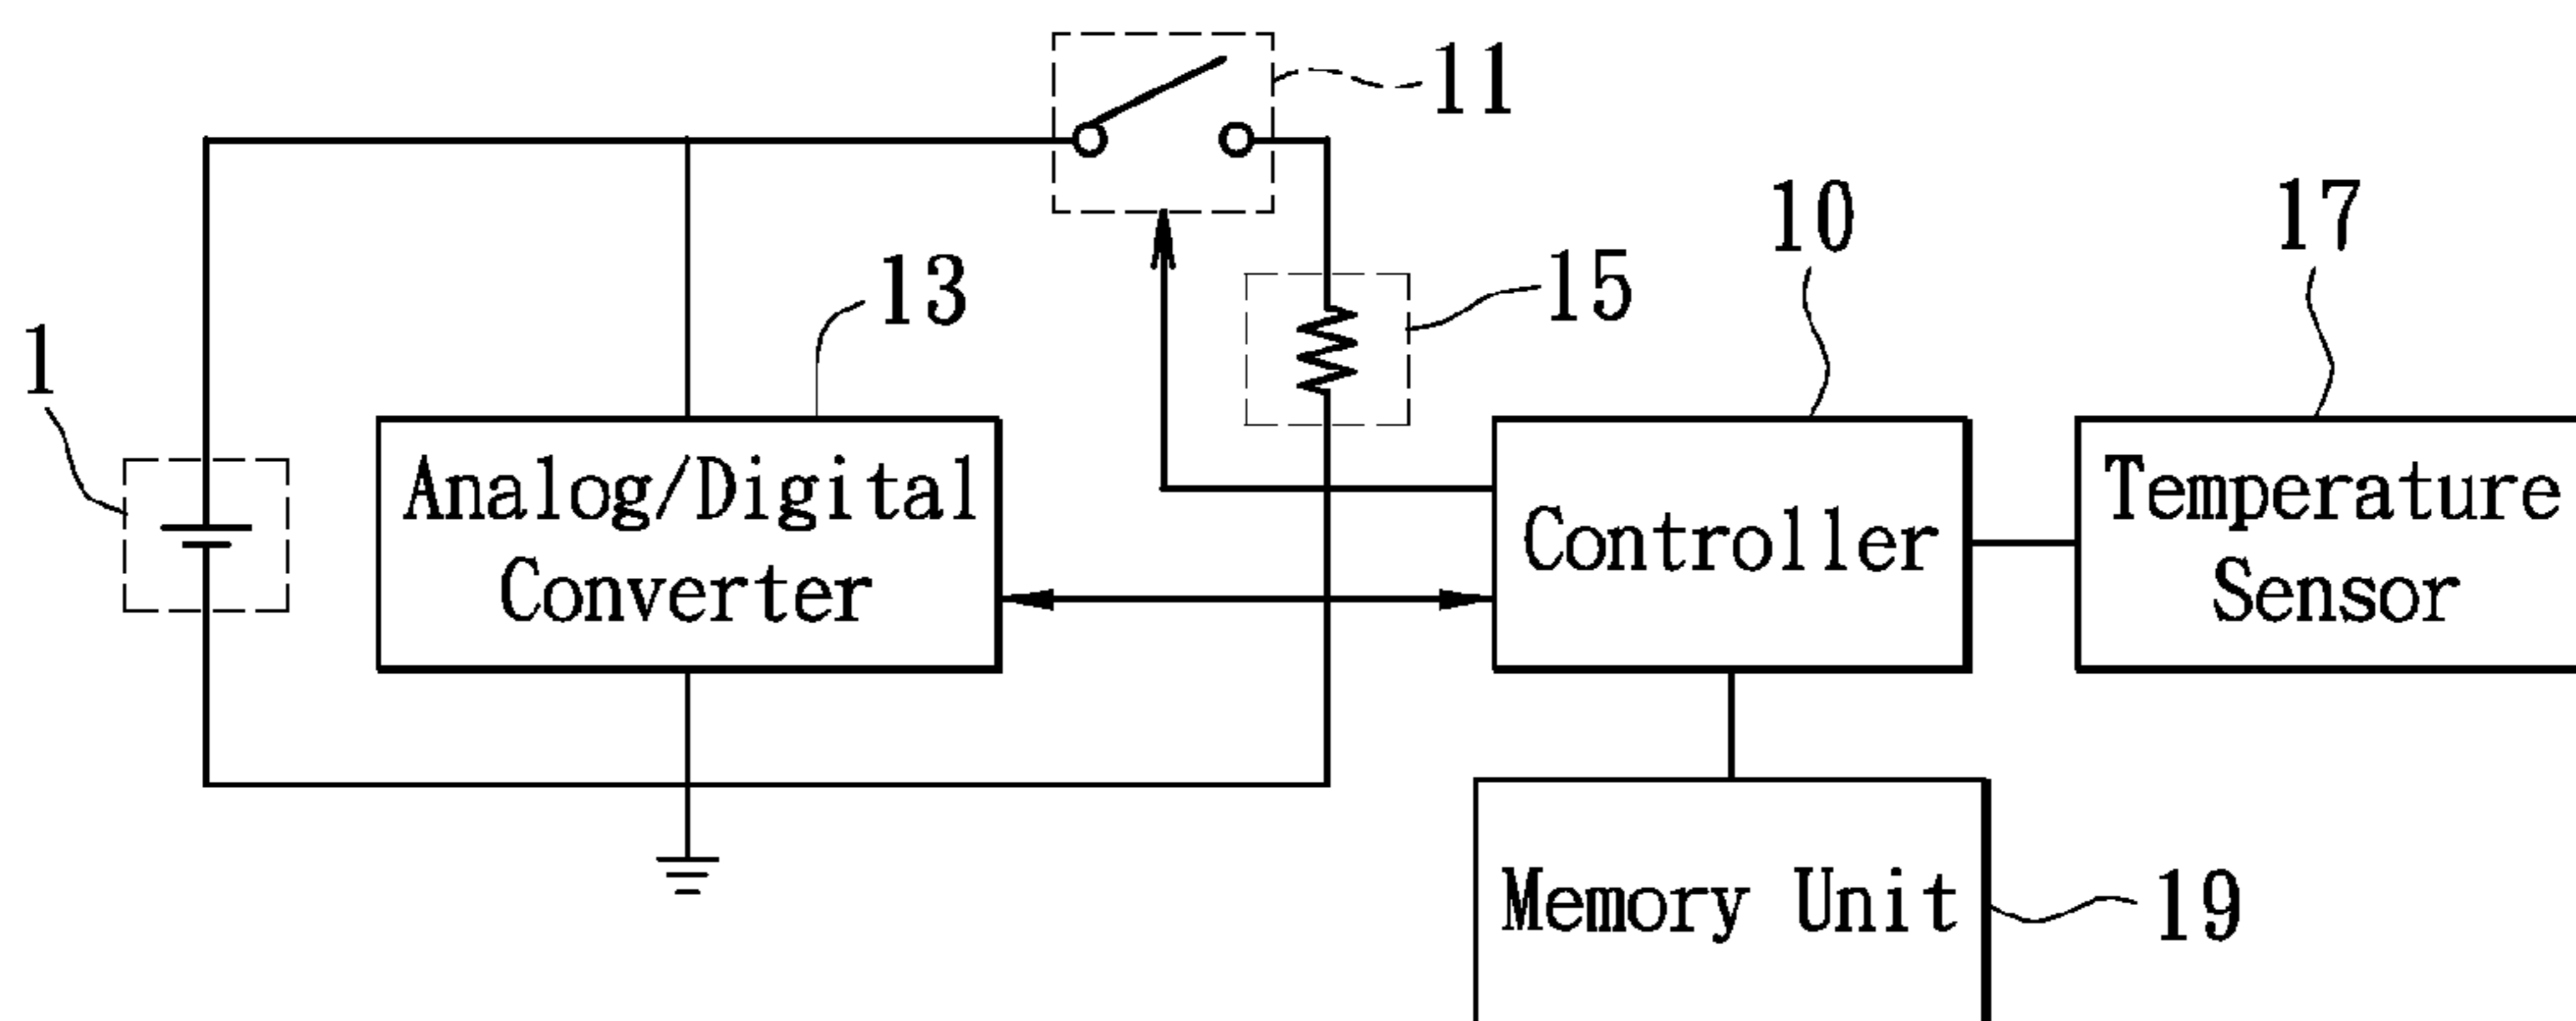 11
10
17
13
15
1
Analog/Digital
Converter
Controller
Temperature
Sensor
Memory Unit
19